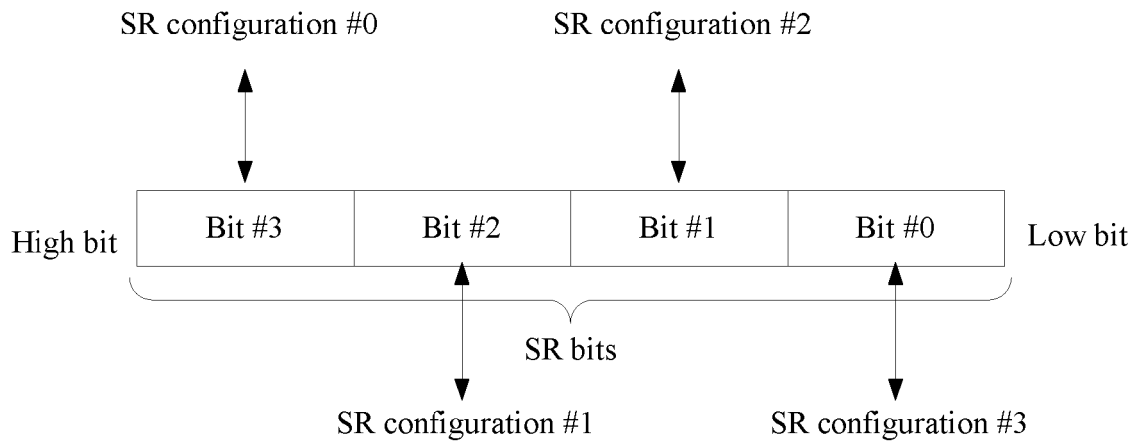 SR configuration #0
SR configuration #2
High bit
Bit #3
Bit #2
Bit #1
Bit #0
Low bit
SR bits
SR configuration #1
SR configuration #3